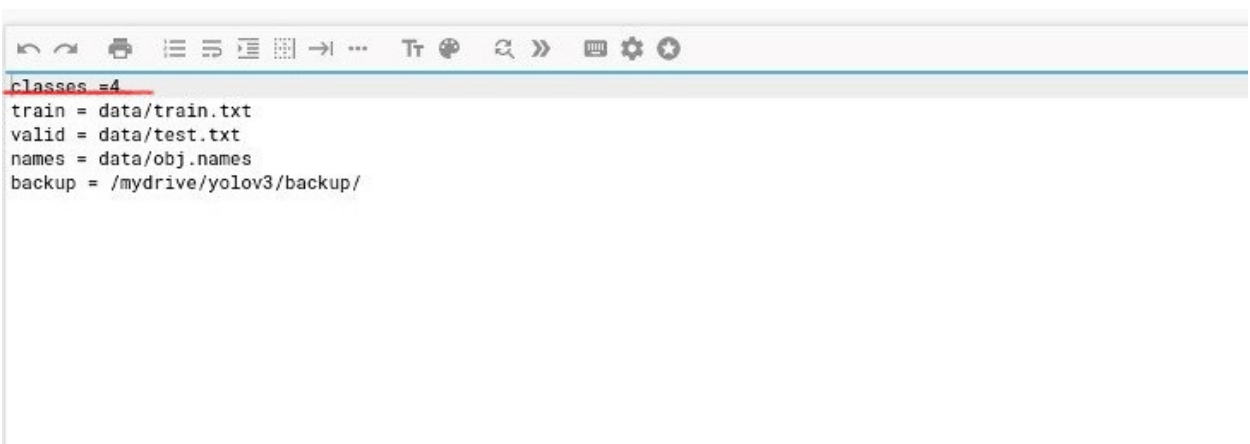 classes =4
train = data/train.txt
valid = data/test.txt
names = data/obj.names
backup = /mydrive/yolov3/backup/